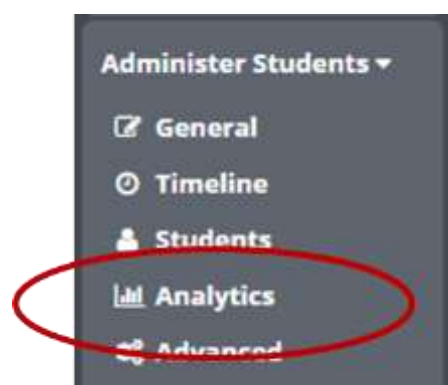 Administer Students
General
Timeline
Students
Analytics
Advanced